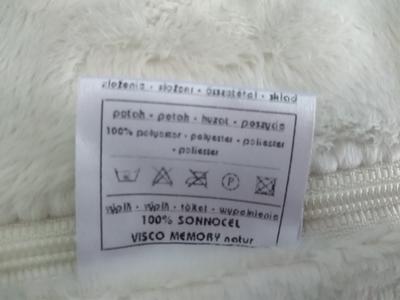 zloženie · složení · összetétel · skład
poťah · potah · huzat · poszycie
100% polyester · polyester · poliester
· poliester
P
výplň · výplň · töltet · wypełnienie
100% SONNOCEL
VISCO MEMORY natur